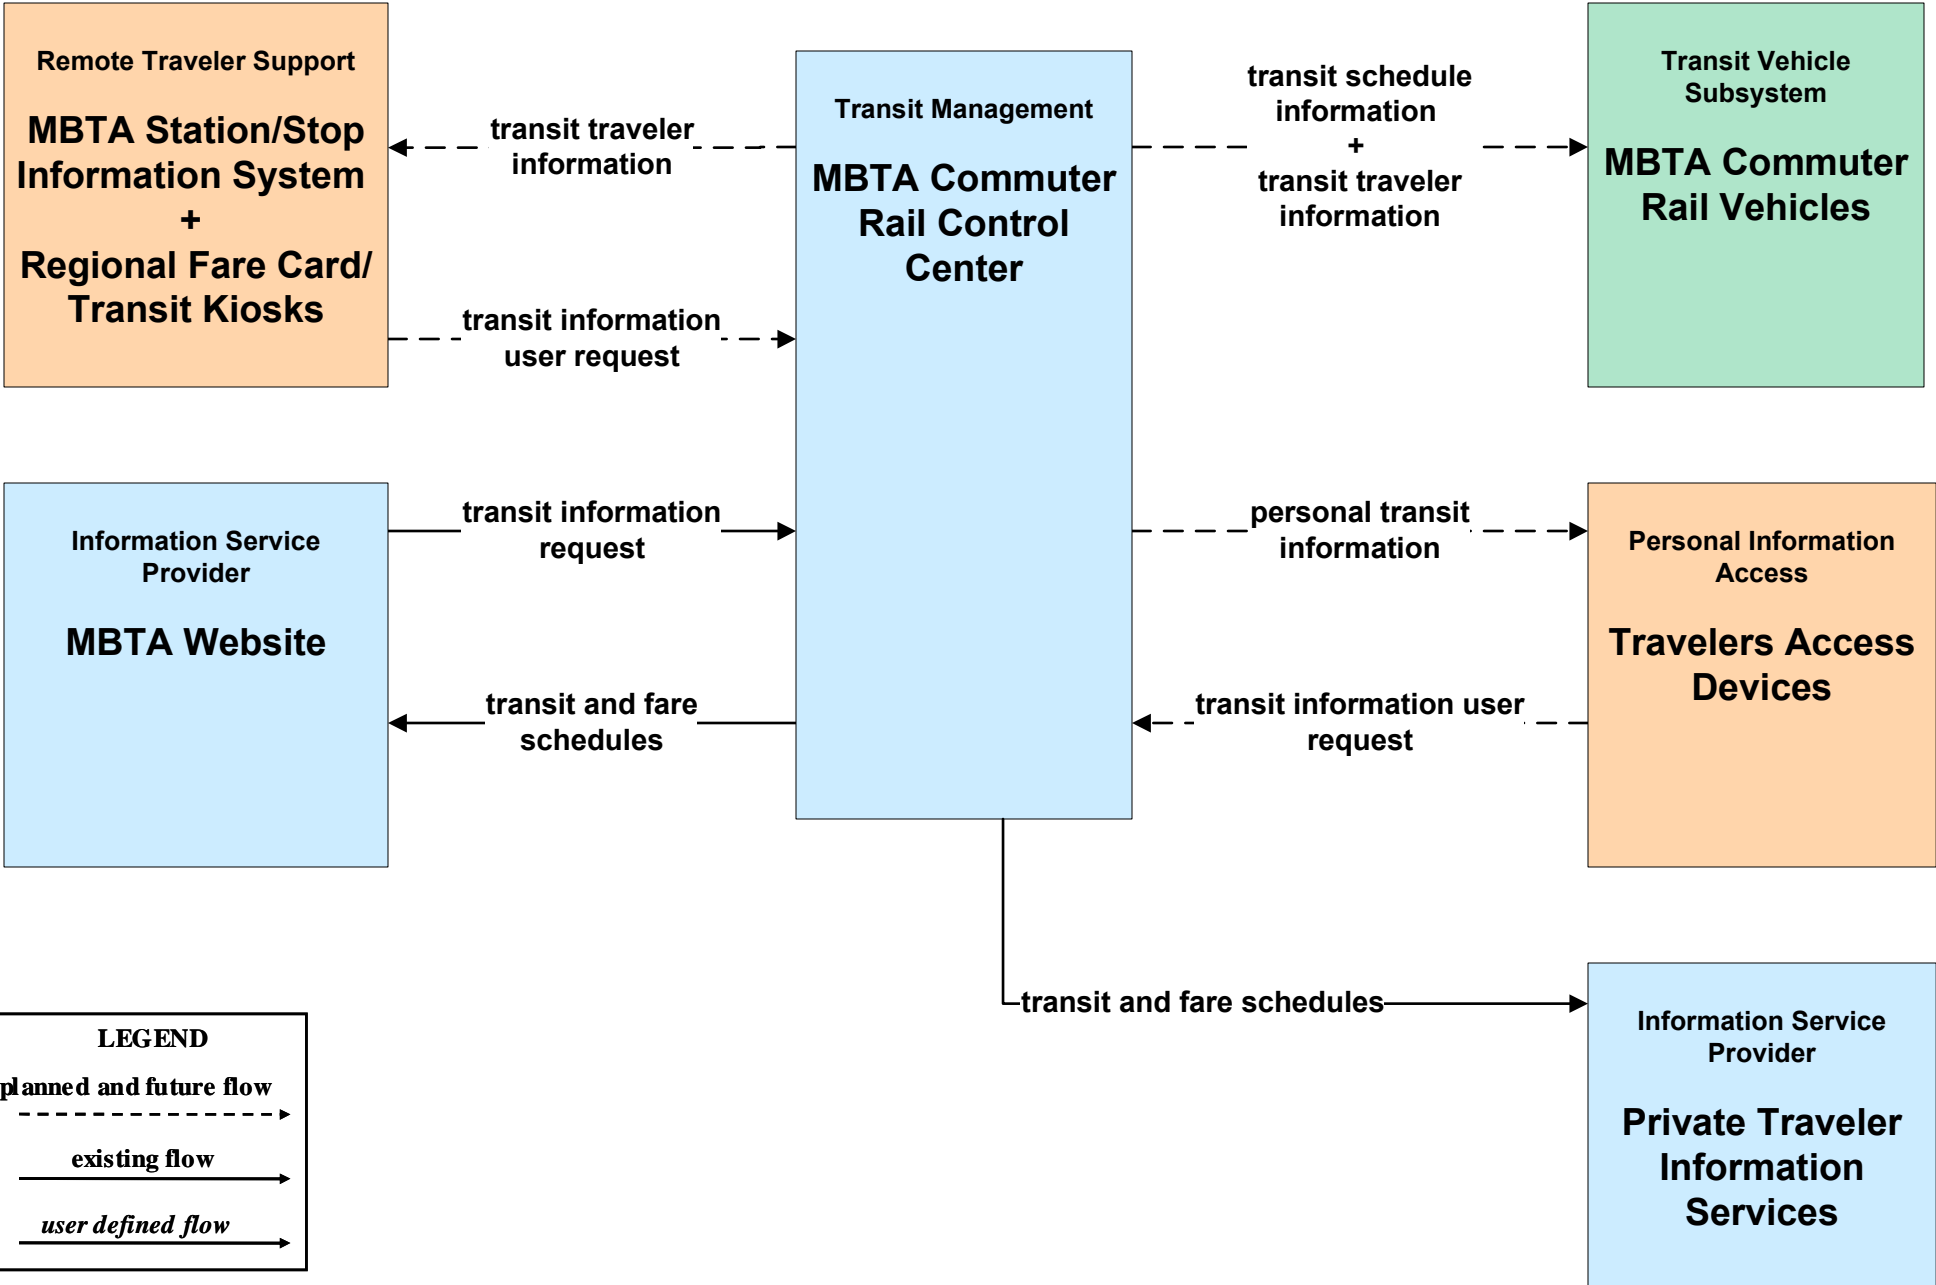 Remote Traveler Support
MBTA Station/Stop
Information System
+
Regional Fare Card/
Transit Kiosks
transit traveler
information
transit information
user request
Transit Management
MBTA Commuter
Rail Control
Center
transit schedule
information
+
transit traveler
information
Transit Vehicle
Subsystem
MBTA Commuter
Rail Vehicles
Information Service
Provider
MBTA Website
transit information
request
transit and fare
schedules
personal transit
information
transit information user
request
Personal Information
Access
Travelers Access
Devices
transit and fare schedules
Information Service
Provider
Private Traveler
Information
Services
LEGEND
planned and future flow
existing flow
user defined flow